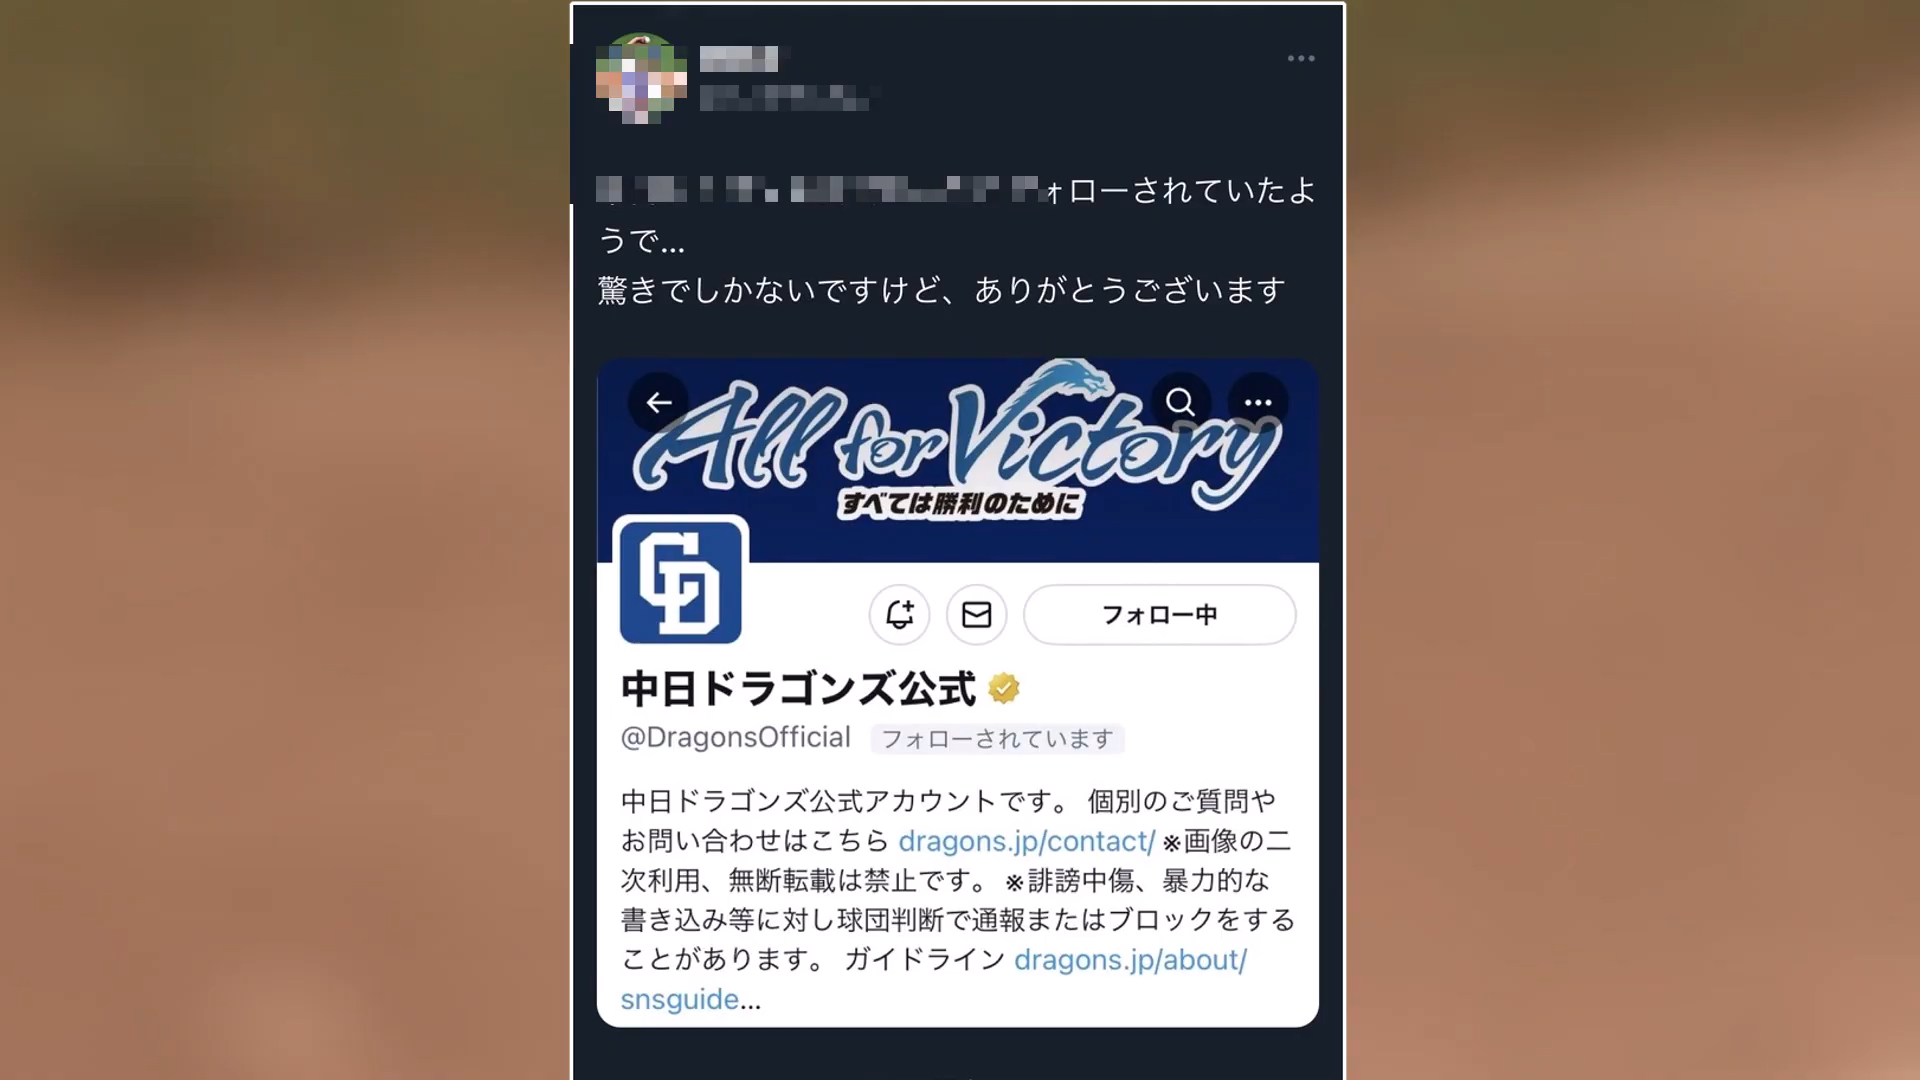 ォローされていたよ
うで…
驚きでしかないですけど、ありがとうございます
All for Victory
すべては勝利のために
CD
フォロー中
中日ドラゴンズ公式
@DragonsOfficial フォローされています
中日ドラゴンズ公式アカウントです。 個別のご質問や
お問い合わせはこちら dragons.jp/contact/ ※画像の二
次利用、無断転載は禁止です。 ※誹謗中傷、暴力的な
書き込み等に対し球団判断で通報またはブロックをする
ことがあります。 ガイドライン dragons.jp/about/
snsguide...